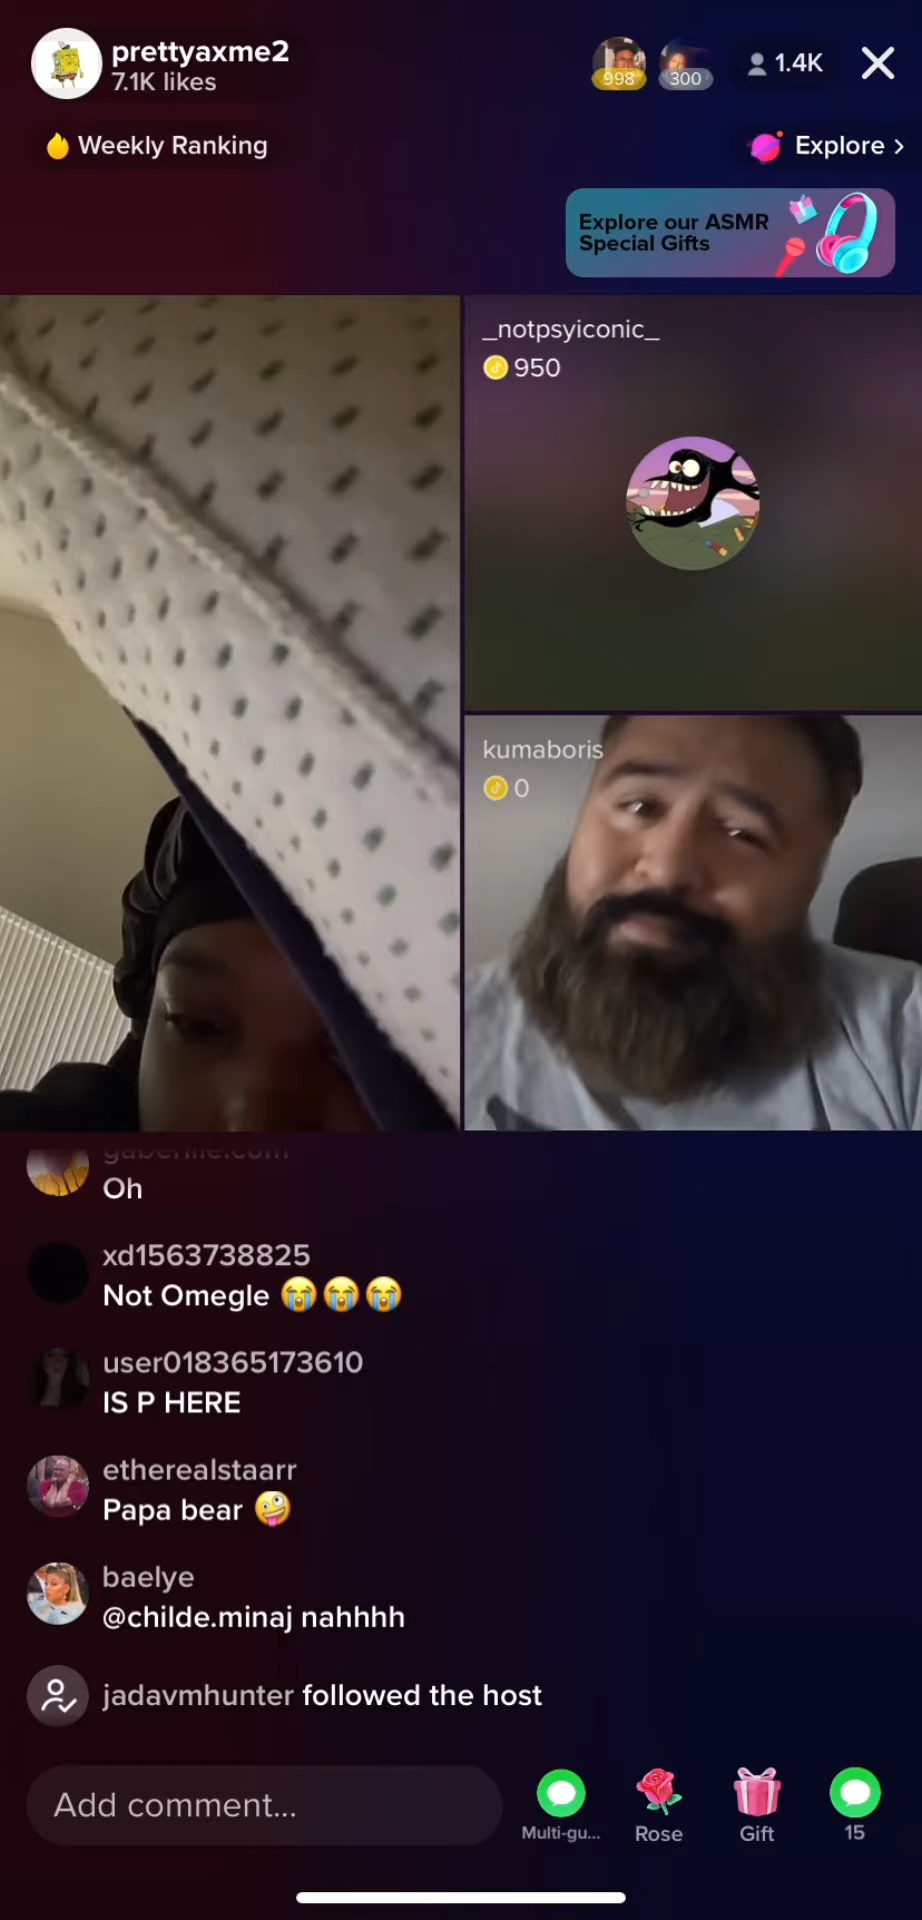 prettyaxme2
7.1K likes
998
300
1.4K
Weekly Ranking
Explore >
Explore our ASMR
Special Gifts
_notpsyiconic_
950
kumaboris
0
Oh
xd1563738825
Not Omegle 😭😭😭
user018365173610
IS P HERE
etherealstaarr
Papa bear 🤪
baelye
@childe.minaj nahhhh
jadavmhunter followed the host
Add comment...
Multi-gu...
Rose
Gift
15